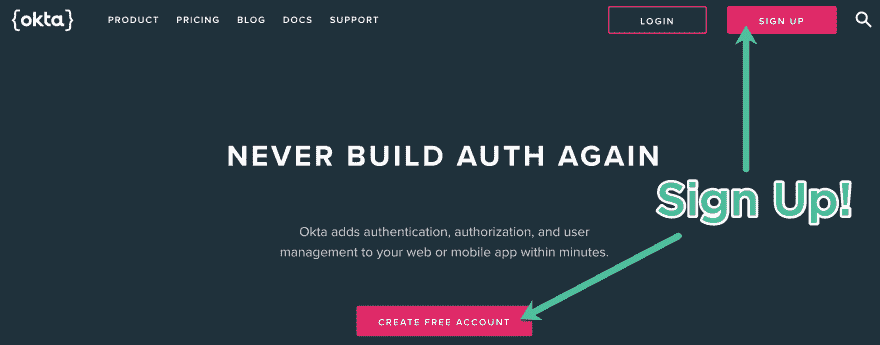 {okta} PRODUCT PRICING BLOG DOCS SUPPORT LOGIN SIGN UP
NEVER BUILD AUTH AGAIN
Sign Up!
Okta adds authentication, authorization, and user
management to your web or mobile app within minutes.
CREATE FREE ACCOUNT